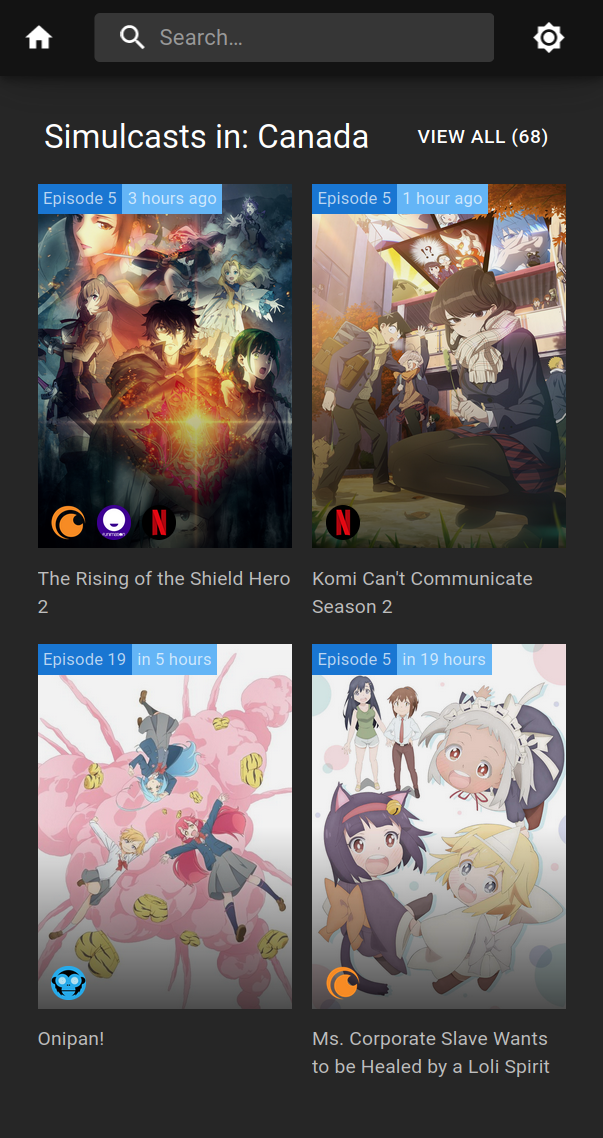 Search...
Simulcasts in: Canada
VIEW ALL (68)
Episode 5 3 hours ago
Episode 5 1 hour ago
!?
The Rising of the Shield Hero
2
Komi Can't Communicate
Season 2
Episode 19 in 5 hours
Episode 5 in 19 hours
Onipan!
Ms. Corporate Slave Wants
to be Healed by a Loli Spirit